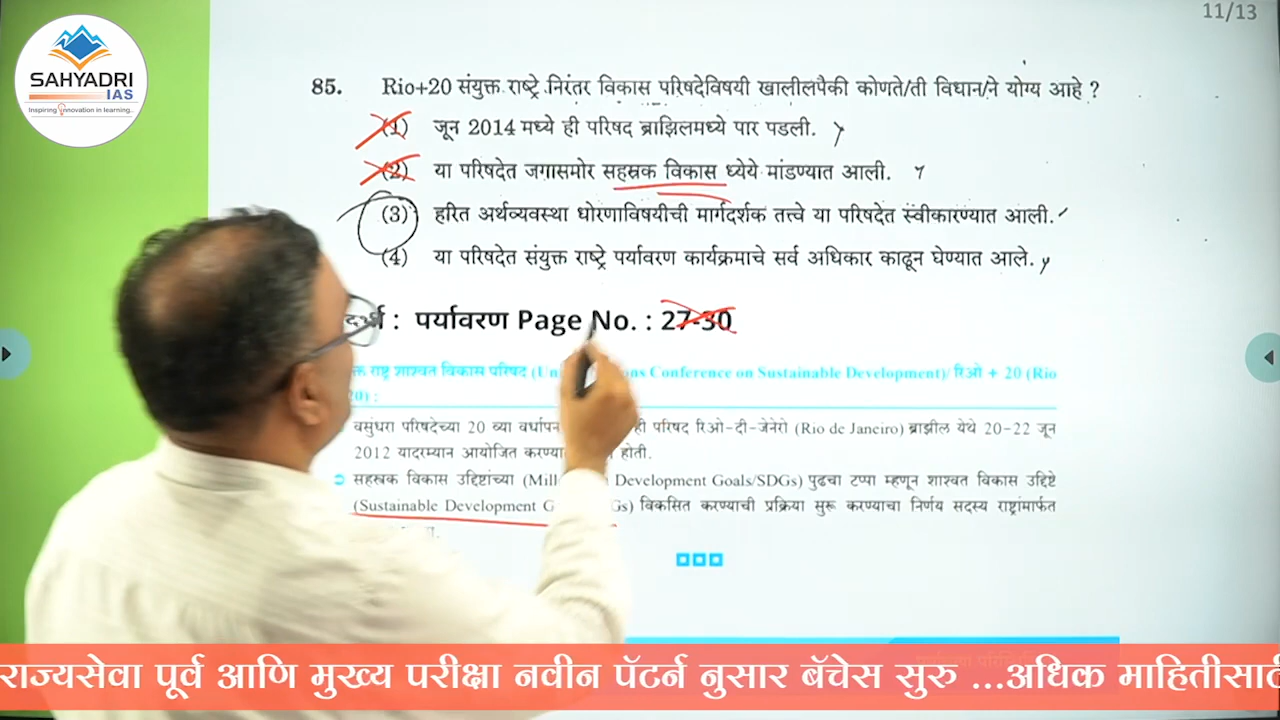 11/13
SAHYADRI
IAS
Inspiring Innovation in learning...
85. Rio+20 संयुक्त राष्ट्रे निरंतर विकास परिषदेविषयी खालीलपैकी कोणते/ती विधान/ने योग्य आहे ?
(1) जून 2014 मध्ये ही परिषद ब्राझिलमध्ये पार पडली.
(2) या परिषदेत जगासमोर सहस्रक विकास ध्येये मांडण्यात आली.
(3) हरित अर्थव्यवस्था धोरणाविषयीची मार्गदर्शक तत्त्वे या परिषदेत स्वीकारण्यात आली.
(4) या परिषदेत संयुक्त राष्ट्रे पर्यावरण कार्यक्रमाचे सर्व अधिकार काढून घेण्यात आले.
: पर्यावरण Page No. : 27-30
राष्ट्र शाश्वत विकास परिषद Conference on Sustainable Development)/ रिओ + 20 (Rio
वसुंधरा परिषदेच्या 20 व्या ही परिषद रिओ-दी-जेनेरो (Rio de Janeiro) ब्राझील येथे 20-22 जून
2012 यादरम्यान आयोजित होती.
सहस्त्रक विकास उद्दिष्टांच्या Development Goals/SDGs) पुढचा टप्पा म्हणून शाश्वत विकास उद्दिष्टे
(Sustainable Development विकसित करण्याची प्रक्रिया सुरू करण्याचा निर्णय सदस्य राष्ट्रांमार्फत
राज्यसेवा पूर्व आणि मुख्य परीक्षा नवीन पॅटर्न नुसार बॅचेस सुरु ...अधिक